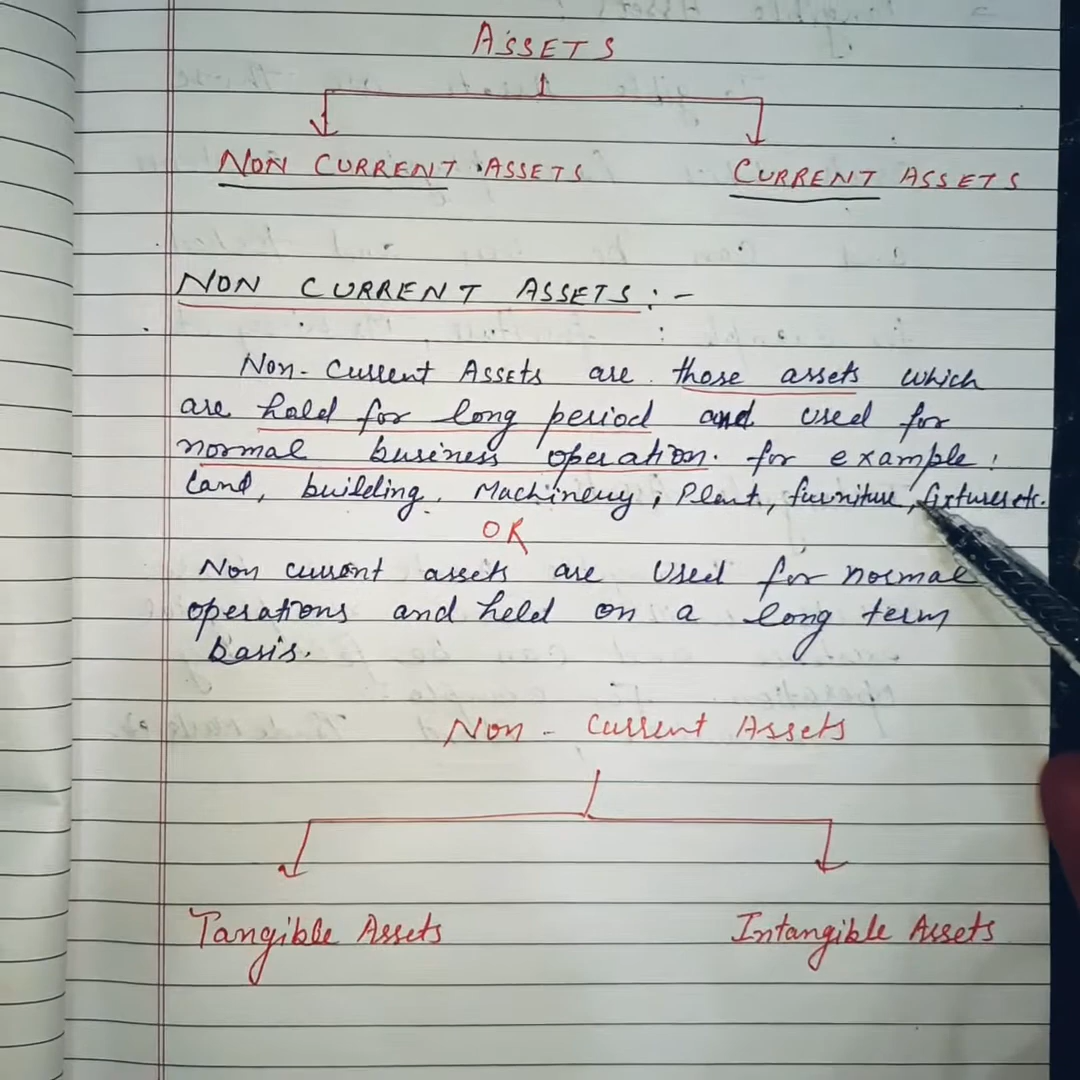 ASSETS
NON CURRENT ASSETS CURRENT ASSETS
NON CURRENT ASSETS :-
Non-Current Assets are those assets which
are hold for long period and used for
normal business operation. for example:
land, building. Machinery, Plant, furniture, fixtures etc.
OR
Non current assets are Used for normal
operations and held on a long term
basis.
Non - Current Assets
Tangible Assets Intangible Assets